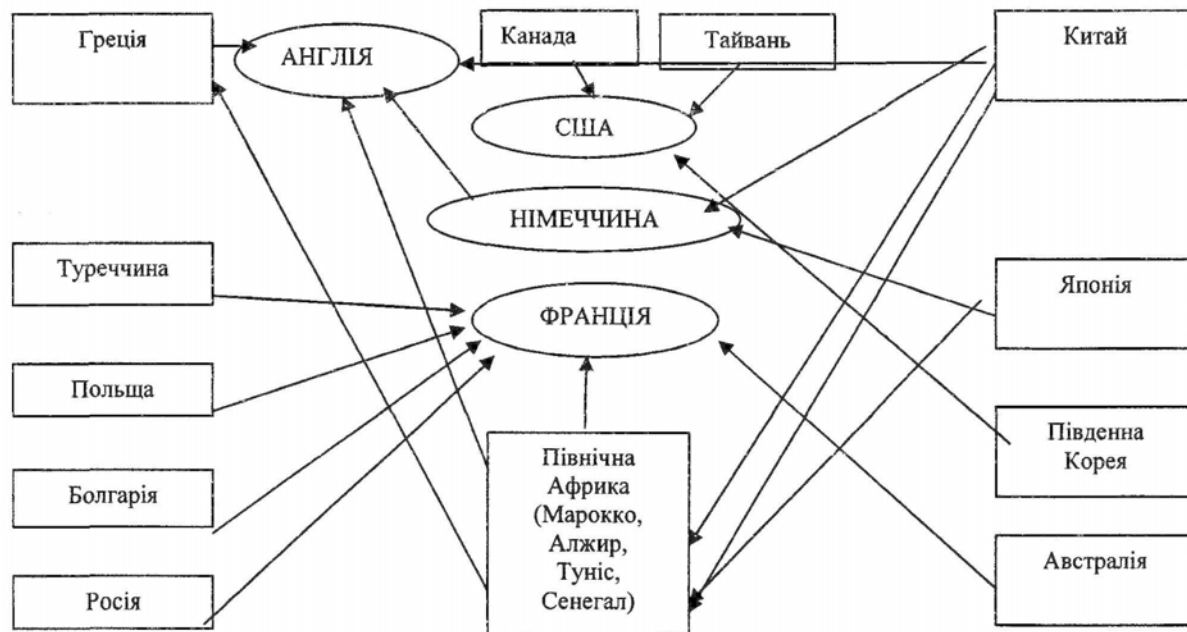 Греція
АНГЛІЯ
Канада
Тайвань
Китай
США
НІМЕЧЧИНА
Туреччина
ФРАНЦІЯ
Японія
Польща
Болгарія
Північна
Африка
(Марокко,
Алжир,
Туніс,
Сенегал)
Південна
Корея
Росія
Австралія